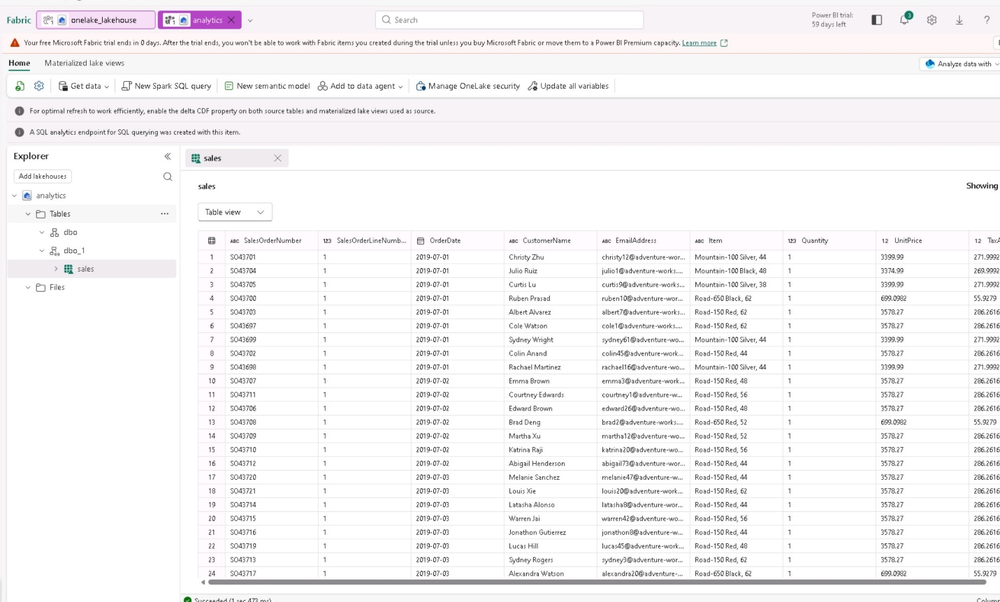 Fabric onelake_lakehouse analytics Search Power BI trial: 3 ?
59 days left
Your free Microsoft Fabric trial ends in 0 days. After the trial ends, you won't be able to work with Fabric items you created during the trial unless you buy Microsoft Fabric or move them to a Power BI Premium capacity. Learn more
Home Materialized lake views Analyze data with
Get data New Spark SQL query New semantic model Add to data agent Manage OneLake security Update all variables
For optimal refresh to work efficiently, enable the delta CDF property on both source tables and materialized lake views used as source.
A SQL analytics endpoint for SQL querying was created with this item.
Explorer
Add lakehouses
analytics
Tables ...
dbo
dbo_1
sales
Files
sales
sales Showing
Table view
ABC SalesOrderNumber 123 SalesOrderLineNumb... OrderDate ABC CustomerName ABC EmailAddress ABC Item 123 Quantity 12 UnitPrice 12 TaxA
1 SO43701 1 2019-07-01 Christy Zhu christy12@adventure-wor... Mountain-100 Silver, 44 1 3399.99 271.9992
2 SO43704 1 2019-07-01 Julio Ruiz julio1@adventure-works.... Mountain-100 Black, 48 1 3374.99 269.9992
3 SO43705 1 2019-07-01 Curtis Lu curtis9@adventure-work... Mountain-100 Silver, 38 1 3399.99 271.9992
4 SO43700 1 2019-07-01 Ruben Prasad ruben10@adventure-wor... Road-650 Black, 62 1 699.0982 55.9279
5 SO43703 1 2019-07-01 Albert Alvarez albert7@adventure-works... Road-150 Red, 62 1 3578.27 286.2616
6 SO43697 1 2019-07-01 Cole Watson cole1@adventure-works.... Road-150 Red, 62 1 3578.27 286.2616
7 SO43699 1 2019-07-01 Sydney Wright sydney61@adventure-wo... Mountain-100 Silver, 44 1 3399.99 271.9992
8 SO43702 1 2019-07-01 Colin Anand colin45@adventure-work... Road-150 Red, 44 1 3578.27 286.2616
9 SO43698 1 2019-07-01 Rachael Martinez rachael16@adventure-wo... Mountain-100 Silver, 44 1 3399.99 271.9992
10 SO43707 1 2019-07-02 Emma Brown emma3@adventure-work... Road-150 Red, 48 1 3578.27 286.2616
11 SO43711 1 2019-07-02 Courtney Edwards courtney1@adventure-w... Road-150 Red, 56 1 3578.27 286.2616
12 SO43706 1 2019-07-02 Edward Brown edward26@adventure-wo... Road-150 Red, 48 1 3578.27 286.2616
13 SO43708 1 2019-07-02 Brad Deng brad2@adventure-works.... Road-650 Red, 52 1 699.0982 55.9279
14 SO43709 1 2019-07-02 Martha Xu martha12@adventure-wo... Road-150 Red, 52 1 3578.27 286.2616
15 SO43710 1 2019-07-02 Katrina Raji katrina20@adventure-wo... Road-150 Red, 56 1 3578.27 286.2616
16 SO43712 1 2019-07-02 Abigail Henderson abigail73@adventure-wo... Road-150 Red, 44 1 3578.27 286.2616
17 SO43720 1 2019-07-03 Melanie Sanchez melanie47@adventure-w... Road-150 Red, 44 1 3578.27 286.2616
18 SO43721 1 2019-07-03 Louis Xie louis20@adventure-work... Road-150 Red, 62 1 3578.27 286.2616
19 SO43714 1 2019-07-03 Latasha Alonso latasha8@adventure-wor... Road-150 Red, 44 1 3578.27 286.2616
20 SO43715 1 2019-07-03 Warren Jai warren42@adventure-wo... Road-150 Red, 56 1 3578.27 286.2616
21 SO43716 1 2019-07-03 Jonathon Gutierrez jonathon8@adventure-w... Road-150 Red, 44 1 3578.27 286.2616
22 SO43719 1 2019-07-03 Lucas Hill lucas45@adventure-work... Road-150 Red, 48 1 3578.27 286.2616
23 SO43713 1 2019-07-03 Sydney Rogers sydney3@adventure-work... Road-150 Red, 62 1 3578.27 286.2616
24 SO43717 1 2019-07-03 Alexandra Watson alexandra20@adventure-... Road-650 Black, 62 1 699.0982 55.9279
Succeeded (1 sec 473 ms) Column